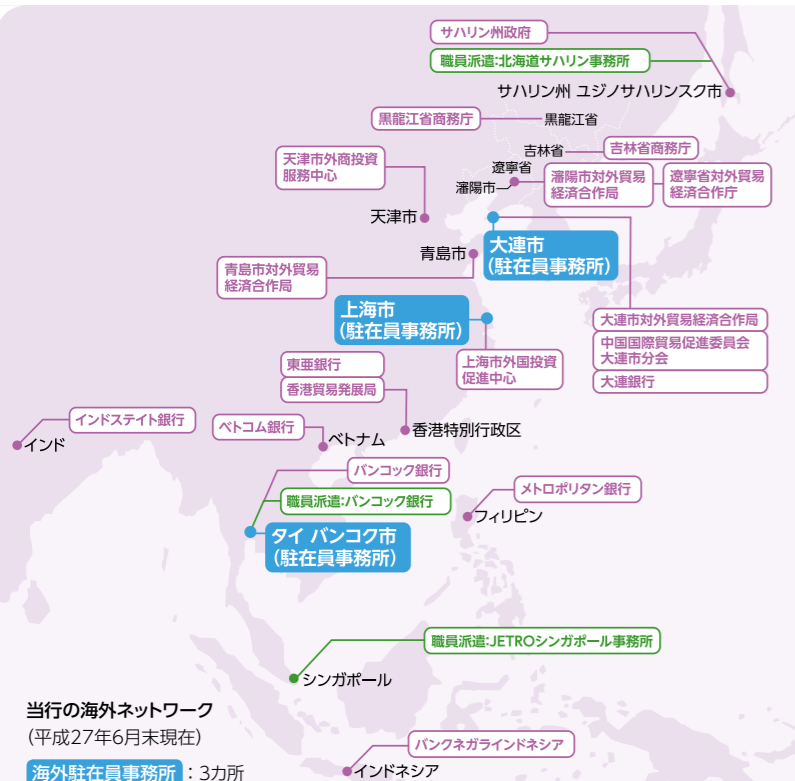 サハリン州政府
職員派遣:北海道サハリン事務所
サハリン州 ユジノサハリンスク市
黒龍江省商務庁
黒龍江省
吉林省
吉林省商務庁
遼寧省
瀋陽市
瀋陽市対外貿易
経済合作局
遼寧省対外貿易
経済合作庁
天津市外商投資
服務中心
天津市
青島市
大連市
(駐在員事務所)
青島市対外貿易
経済合作局
上海市
(駐在員事務所)
大連市対外貿易経済合作局
中国国際貿易促進委員会
大連市分会
大連銀行
上海市外国投資
促進中心
東亜銀行
香港貿易発展局
香港特別行政区
インドステイト銀行
インド
ベトコム銀行
ベトナム
バンコック銀行
職員派遣:バンコック銀行
タイ バンコク市
(駐在員事務所)
メトロポリタン銀行
フィリピン
職員派遣:JETROシンガポール事務所
シンガポール
当行の海外ネットワーク
(平成27年6月末現在)
海外駐在員事務所:3カ所
バンクネガラインドネシア
インドネシア